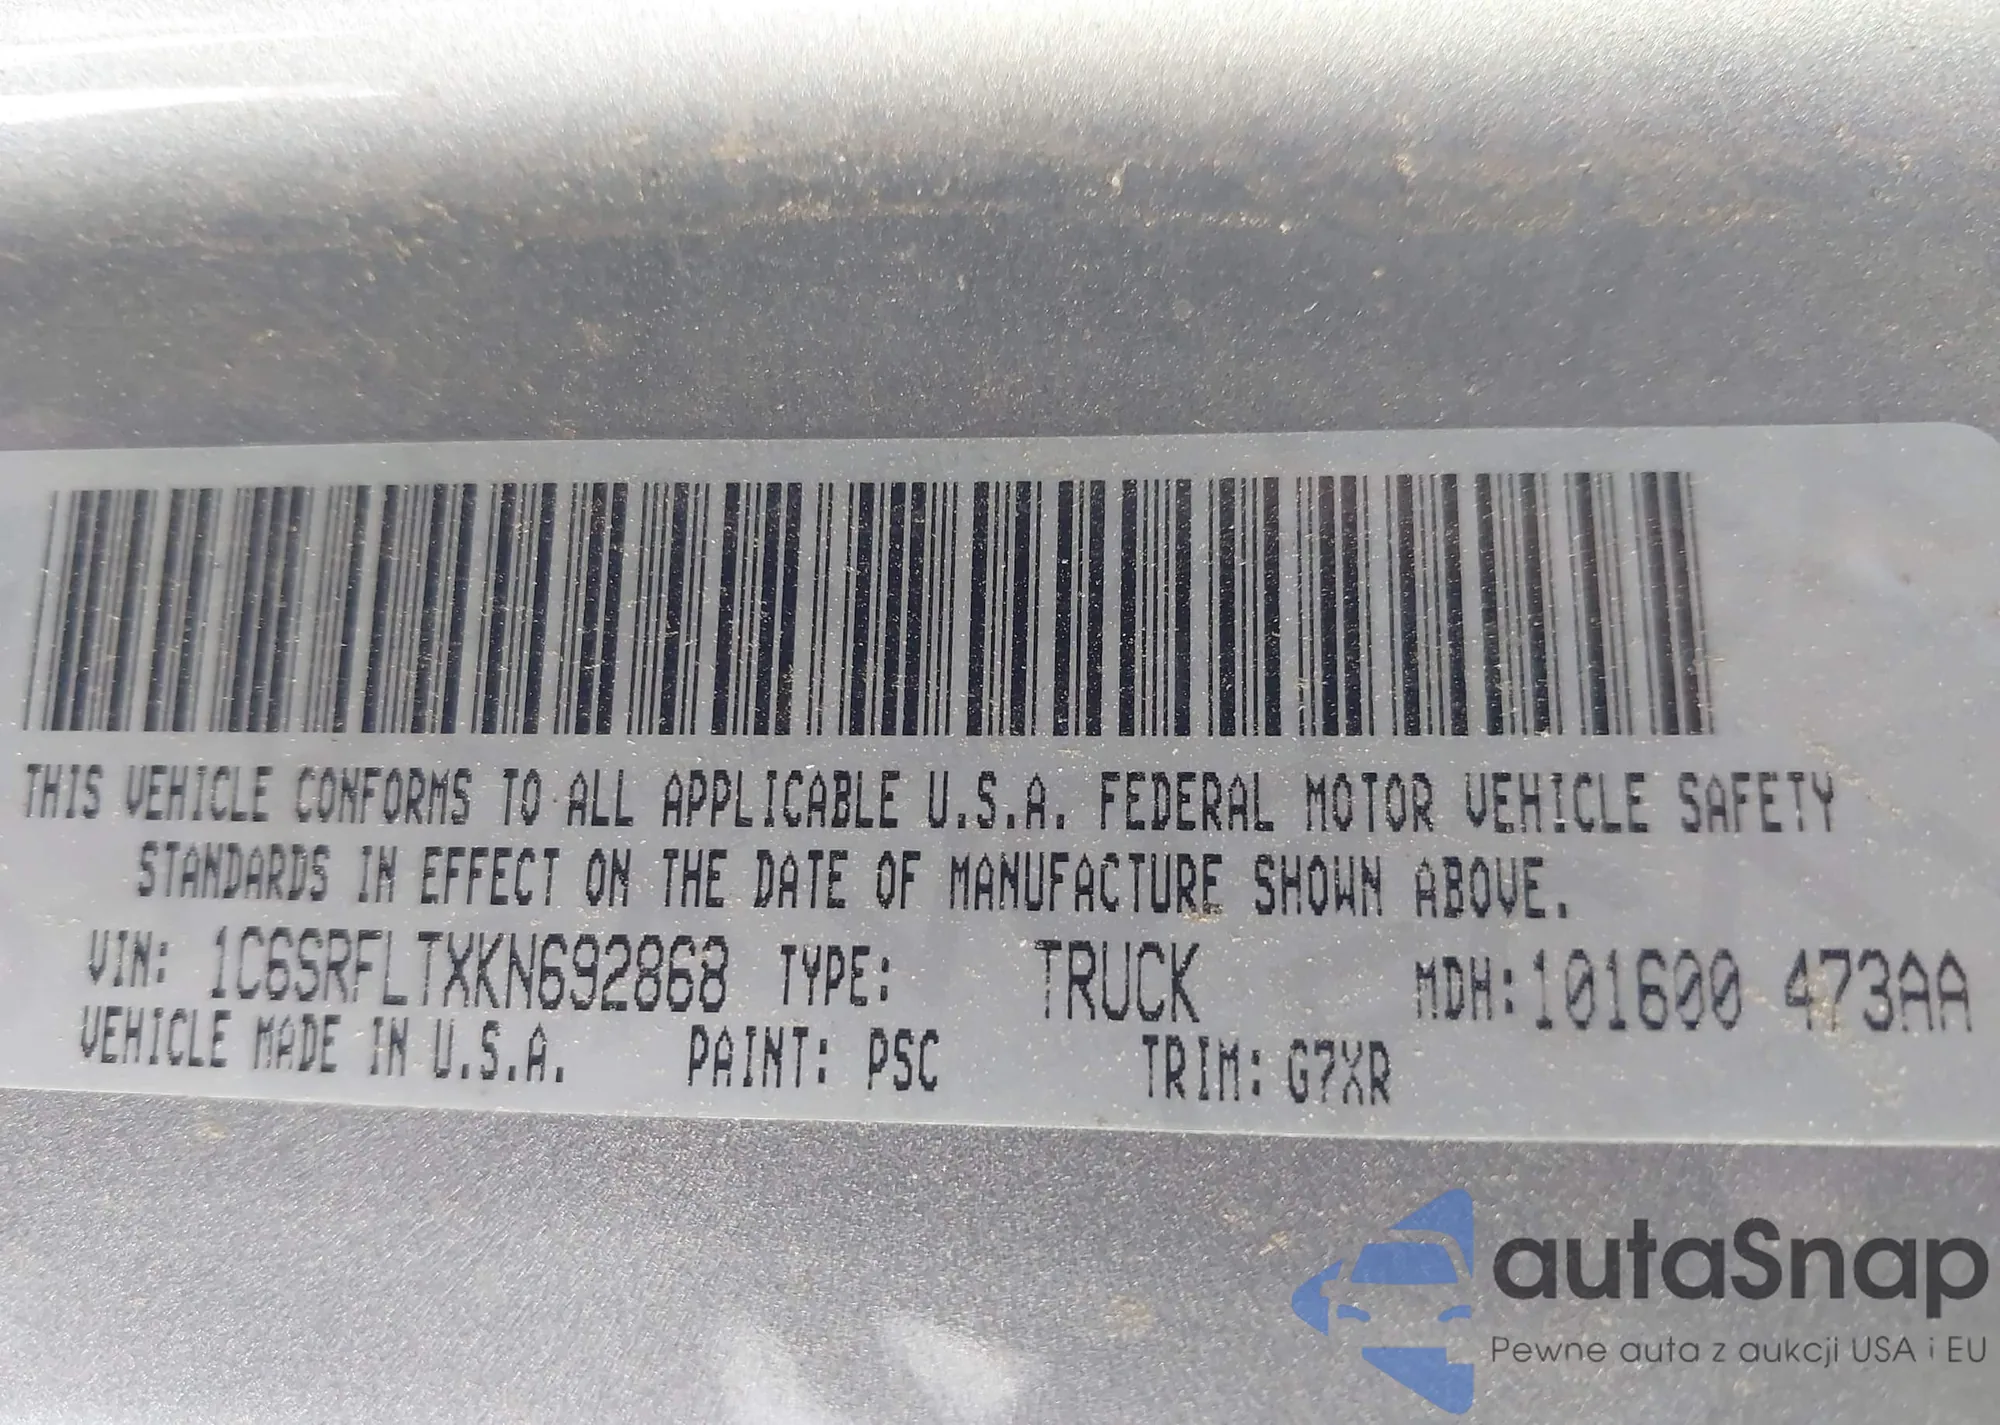 THIS VEHICLE CONFORMS TO ALL APPLICABLE U.S.A. FEDERAL MOTOR VEHICLE SAFETY
STANDARDS IN EFFECT ON THE DATE OF MANUFACTURE SHOWN ABOVE.
VIN: 1C6SRFLTXKN692868 TYPE: TRUCK MDH:101600 473AA
VEHICLE MADE IN U.S.A. PAINT: PSC TRIM: G7XR
autaSnap
Pewne auta z aukcji USA i EU